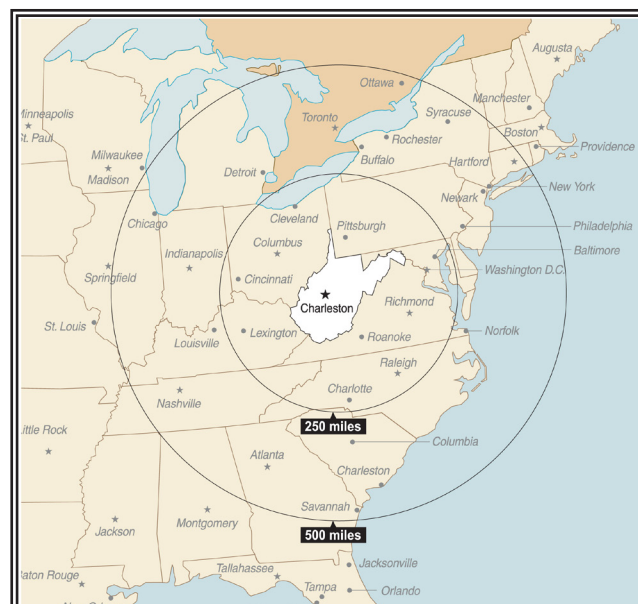 Augusta
Ottawa
Manchester
Minneapolis
St. Paul
Toronto
Syracuse
Boston
Rochester
Providence
Milwaukee
Madison
Buffalo
Hartford
Detroit
New York
Newark
Chicago
Cleveland
Pittsburgh
Philadelphia
Columbus
Baltimore
Indianapolis
Washington D.C.
Springfield
Cincinnati
Charleston
Richmond
St. Louis
Louisville
Lexington
Roanoke
Norfolk
Raleigh
Nashville
Charlotte
250 miles
Little Rock
Columbia
Atlanta
Charleston
Savannah
Montgomery
Jackson
500 miles
Jacksonville
Baton Rouge
Tallahassee
Tampa
Orlando